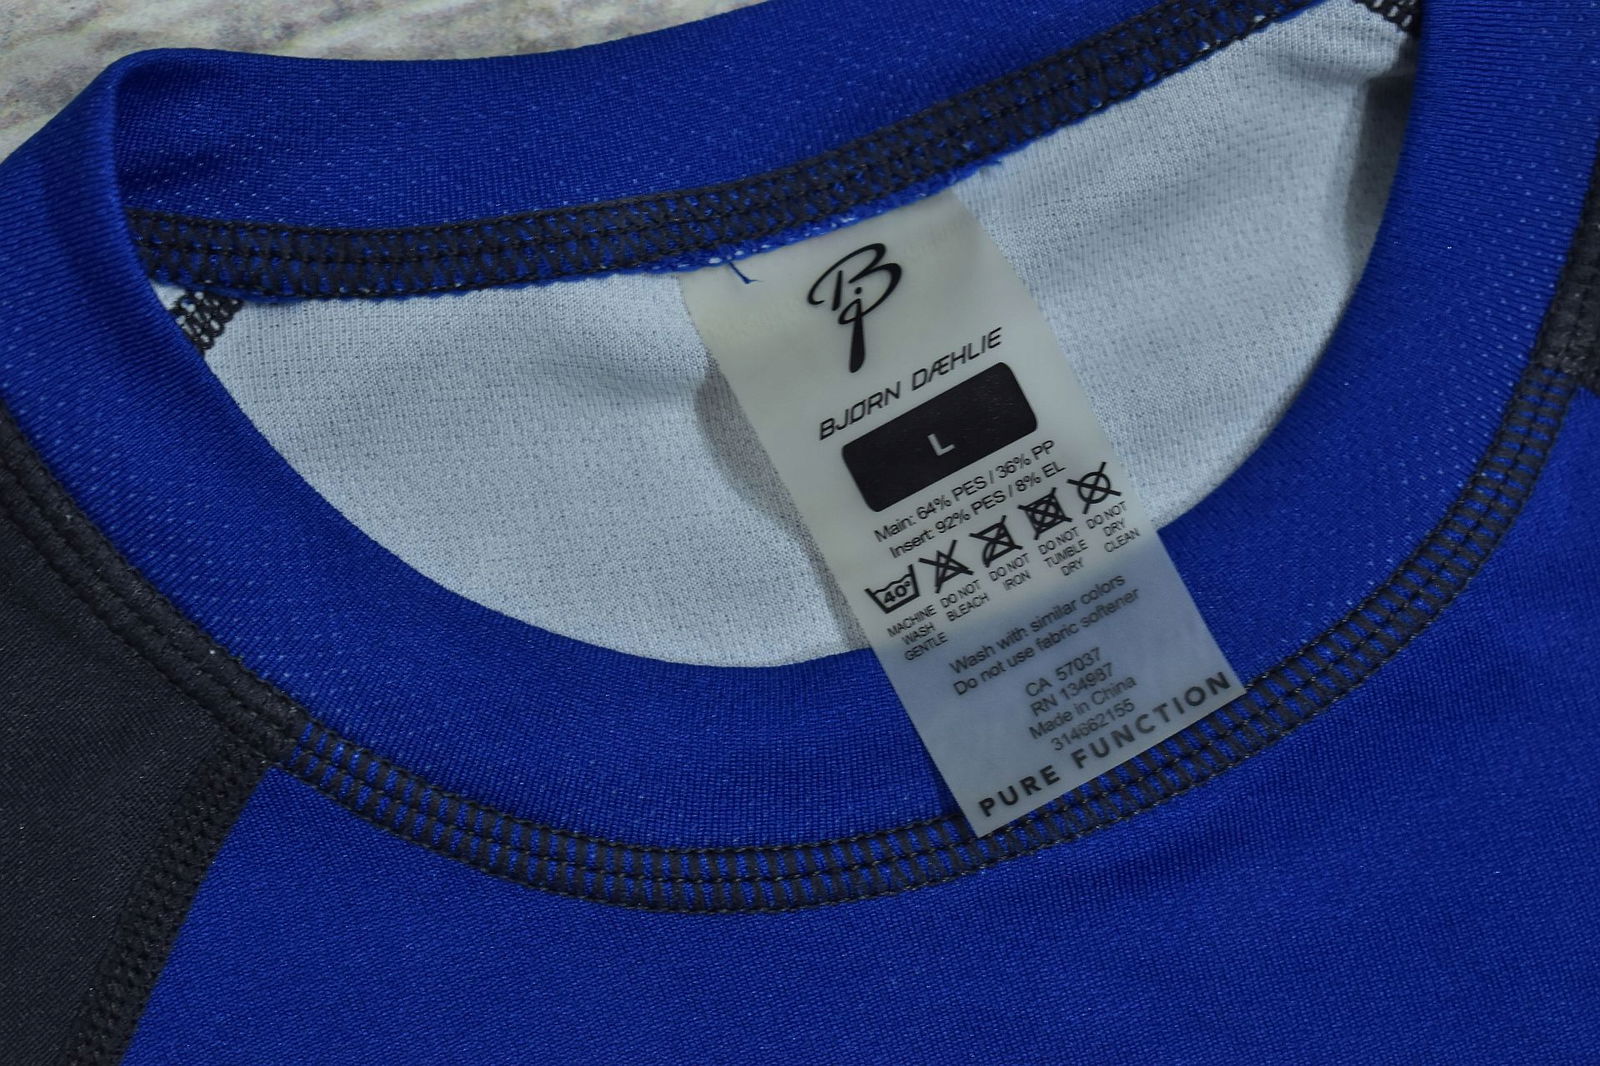 BJØRN DÆHLIE
L
Main: 64% PES / 36% PP
Insert: 92% PES / 8% EL
40°
MACHINE WASH GENTLE
DO NOT BLEACH
DO NOT IRON
DO NOT TUMBLE DRY
DO NOT DRY CLEAN
Wash with similar colors
Do not use fabric softener
CA 57037
RN 134987
Made in China
314662155
PURE FUNCTION